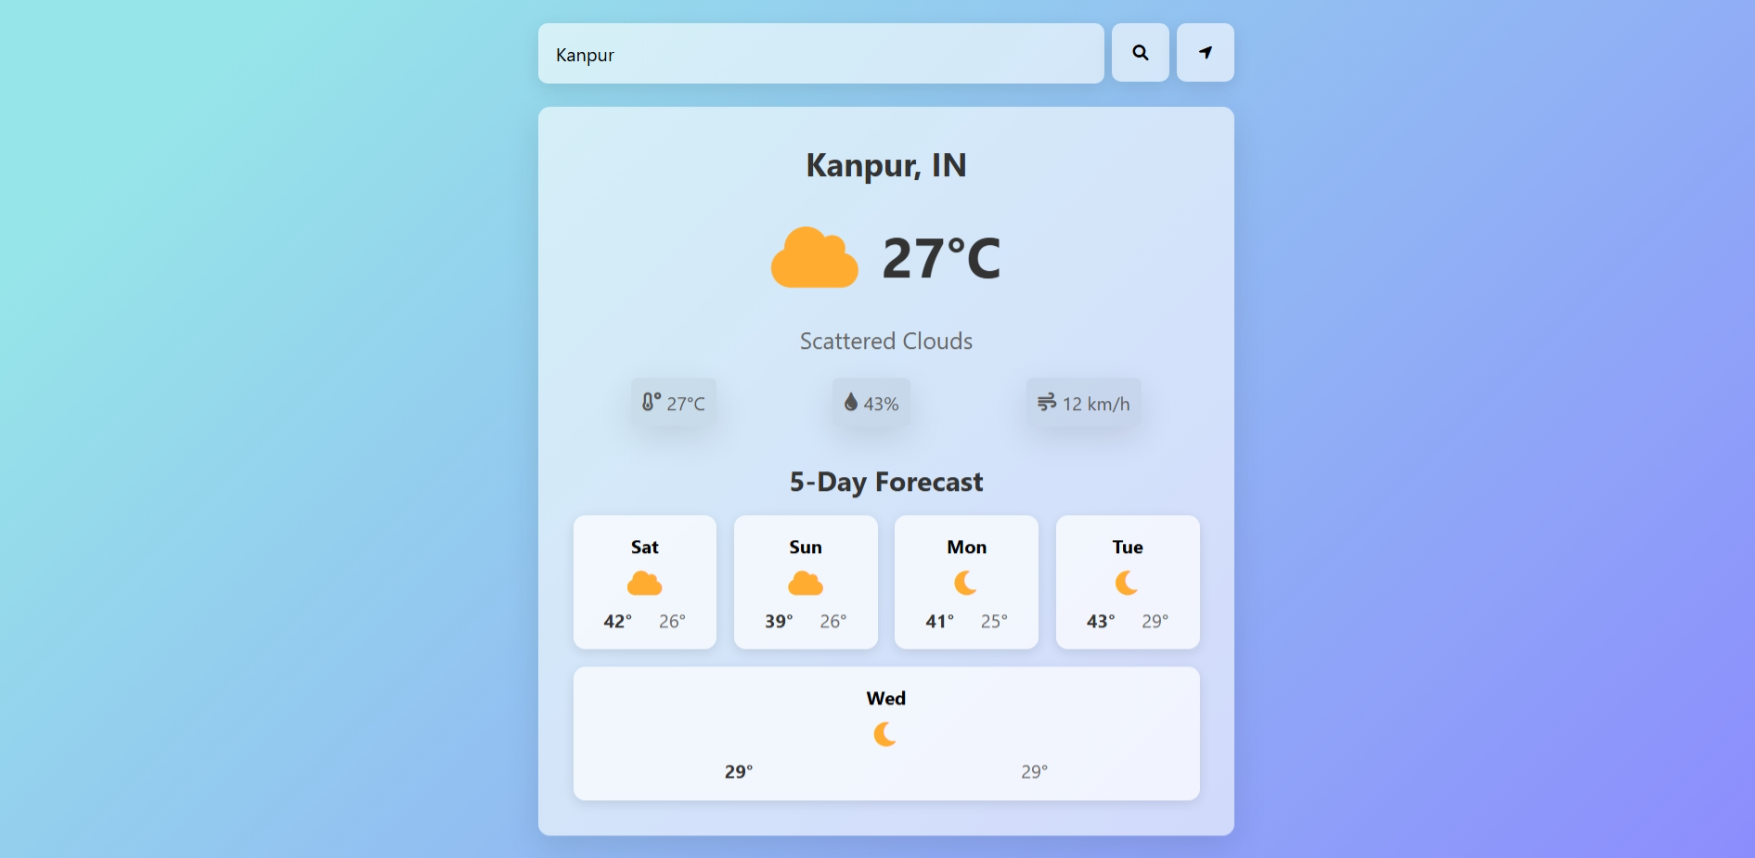 Kanpur
Kanpur, IN
27°C
Scattered Clouds
27°C 43% 12 km/h
5-Day Forecast
Sat Sun Mon Tue
42° 26° 39° 26° 41° 25° 43° 29°
Wed
29° 29°